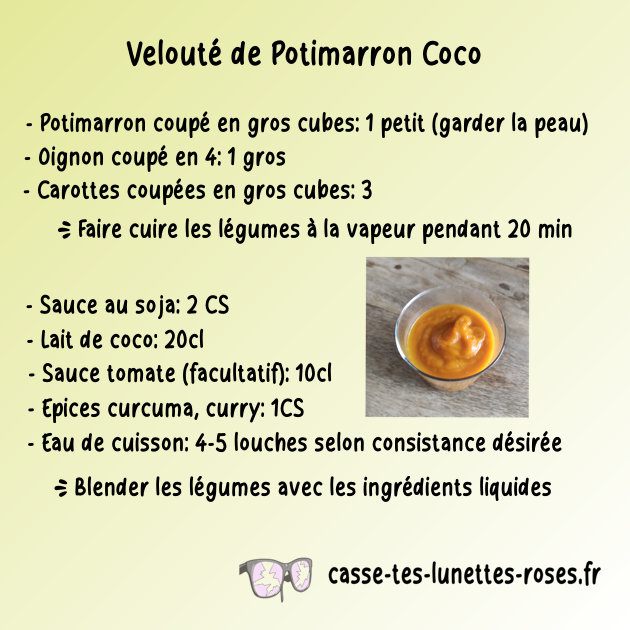 Velouté de Potimarron Coco
- Potimarron coupé en gros cubes: 1 petit (garder la peau)
- Oignon coupé en 4: 1 gros
- Carottes coupées en gros cubes: 3
Faire cuire les légumes à la vapeur pendant 20 min
- Sauce au soja: 2 CS
- Lait de coco: 20cl
- Sauce tomate (facultatif): 10cl
- Epices curcuma, curry: 1CS
- Eau de cuisson: 4-5 louches selon consistance désirée
Blender les légumes avec les ingrédients liquides
casse-tes-lunettes-roses.fr